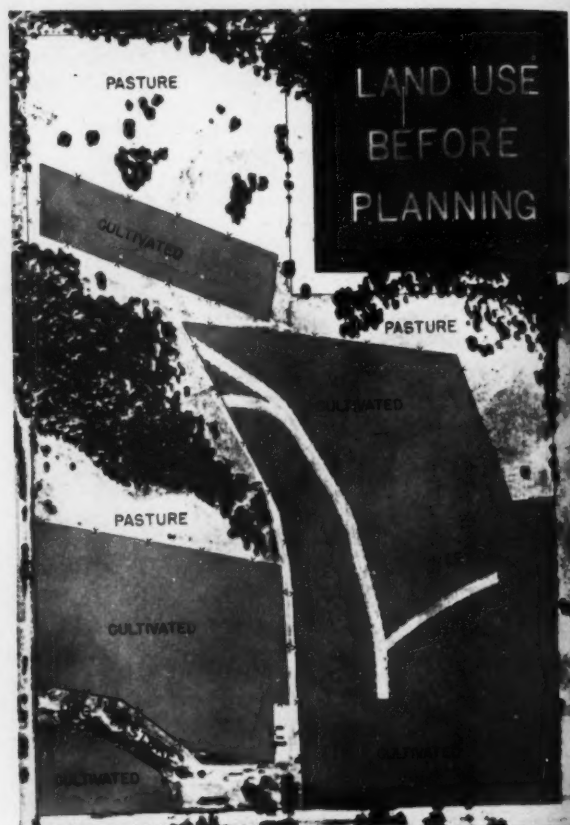 PASTURE
LAND USE
BEFORE
PLANNING
CULTIVATED
PASTURE
CULTIVATED
PASTURE
CULTIVATED
CULTIVATED
CULTIVATED